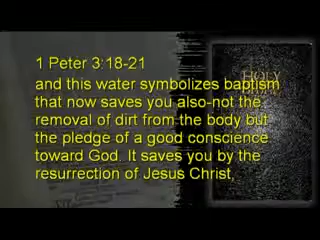 1 Peter 3:18-21
and this water symbolizes baptism
that now saves you also-not the
removal of dirt from the body but
the pledge of a good conscience
toward God. It saves you by the
resurrection of Jesus Christ,
HOLY